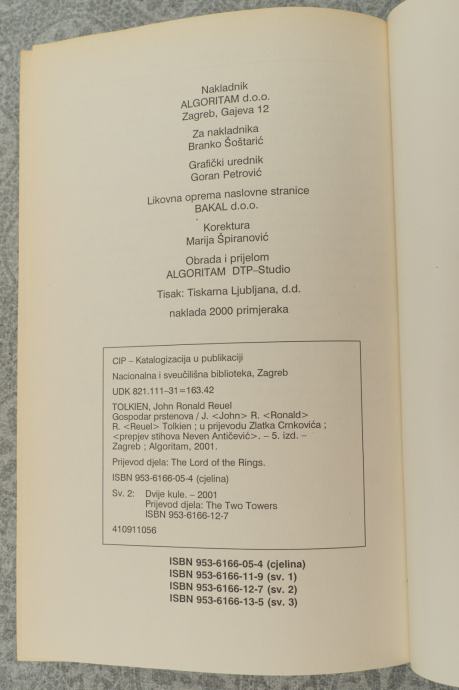 Nakladnik
ALGORITAM d.o.o.
Zagreb, Gajeva 12
Za nakladnika
Branko Šoštarić
Grafički urednik
Goran Petrović
Likovna oprema naslovne stranice
BAKAL d.o.o.
Korektura
Marija Špiranović
Obrada i prijelom
ALGORITAM DTP–Studio
Tisak: Tiskarna Ljubljana, d.d.
naklada 2000 primjeraka
CIP – Katalogizacija u publikaciji
Nacionalna i sveučilišna biblioteka, Zagreb
UDK 821.111–31=163.42
TOLKIEN, John Ronald Reuel
Gospodar prstenova / J. <John> R. <Ronald>
R. <Reuel> Tolkien ; u prijevodu Zlatka Crnkovića ;
<prepjev stihova Neven Antičević>. – 5. izd. –
Zagreb ; Algoritam, 2001.
Prijevod djela: The Lord of the Rings.
ISBN 953-6166-05-4 (cjelina)
Sv. 2: Dvije kule. – 2001
Prijevod djela: The Two Towers
ISBN 953-6166-12-7
410911056
ISBN 953-6166-05-4 (cjelina)
ISBN 953-6166-11-9 (sv. 1)
ISBN 953-6166-12-7 (sv. 2)
ISBN 953-6166-13-5 (sv. 3)